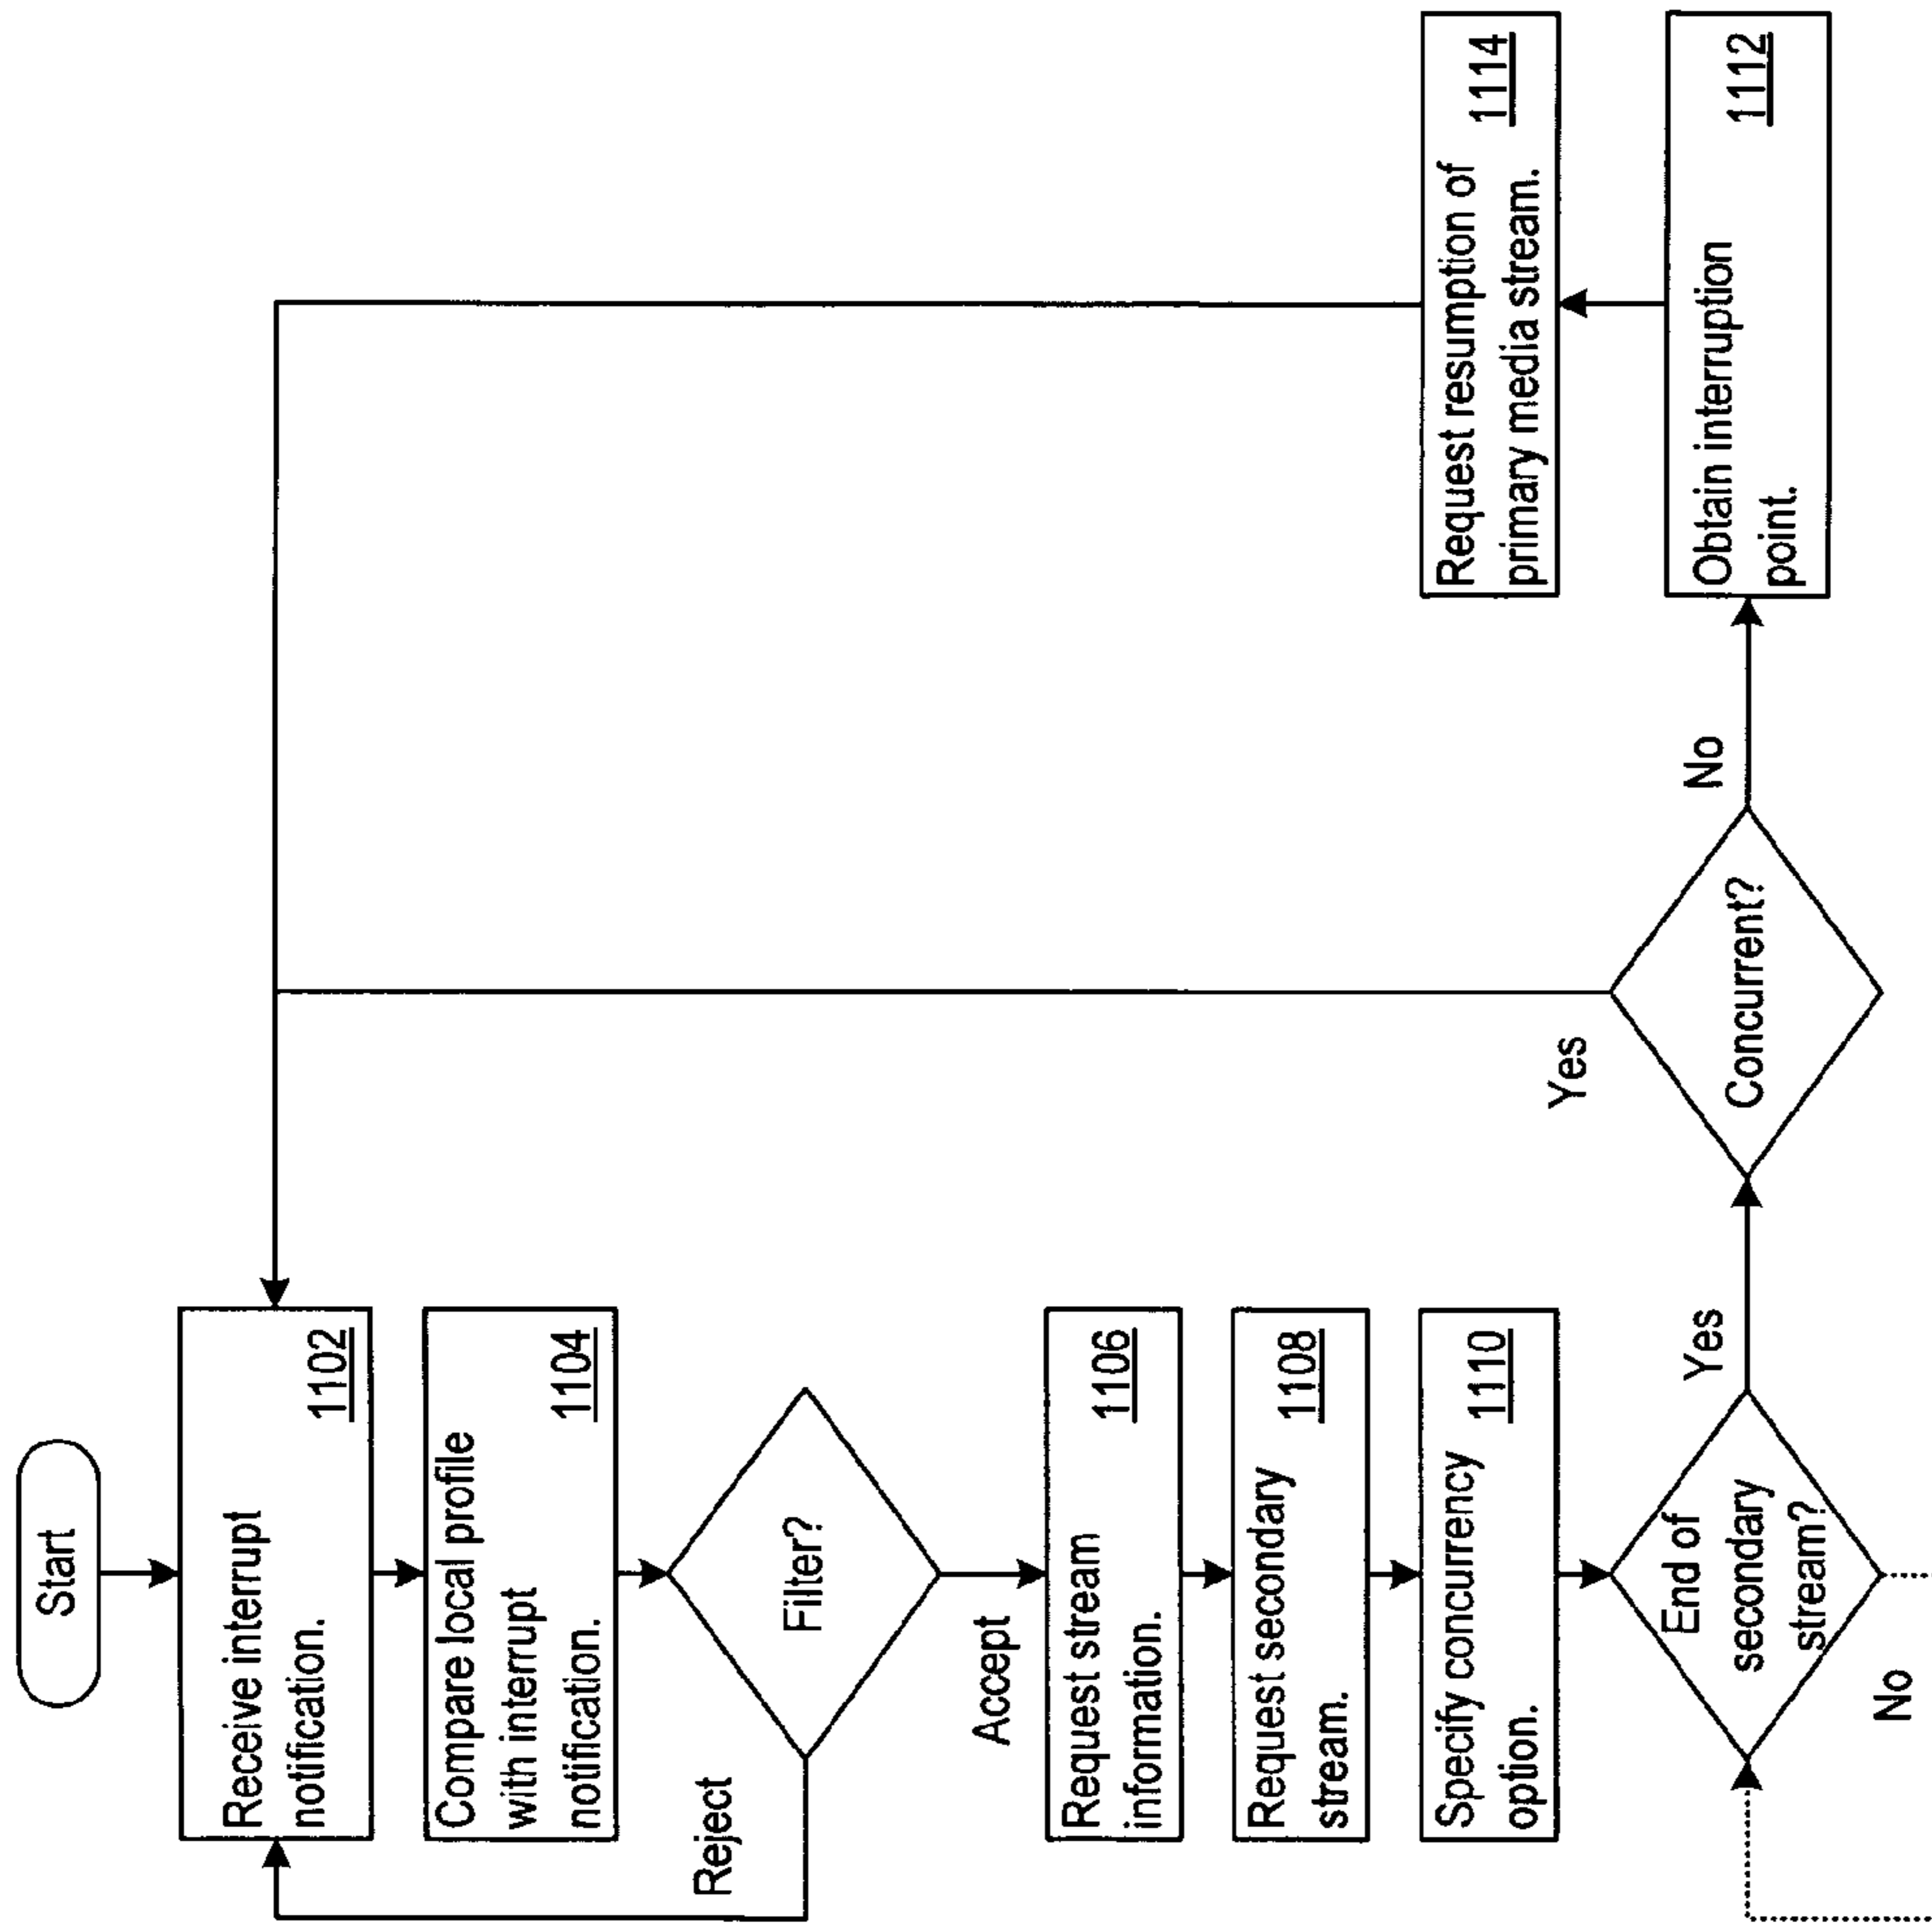 Start
Receive interrupt
notification.
1102
Compare local profile
with interrupt
notification.
1104
Filter?
Reject
Accept
Request stream
information.
1106
Request secondary
stream.
1108
Specify concurrency
option.
1110
End of
secondary
stream?
No
Yes
Concurrent?
Yes
No
Obtain interruption
point.
1112
Request resumption of
primary media stream.
1114